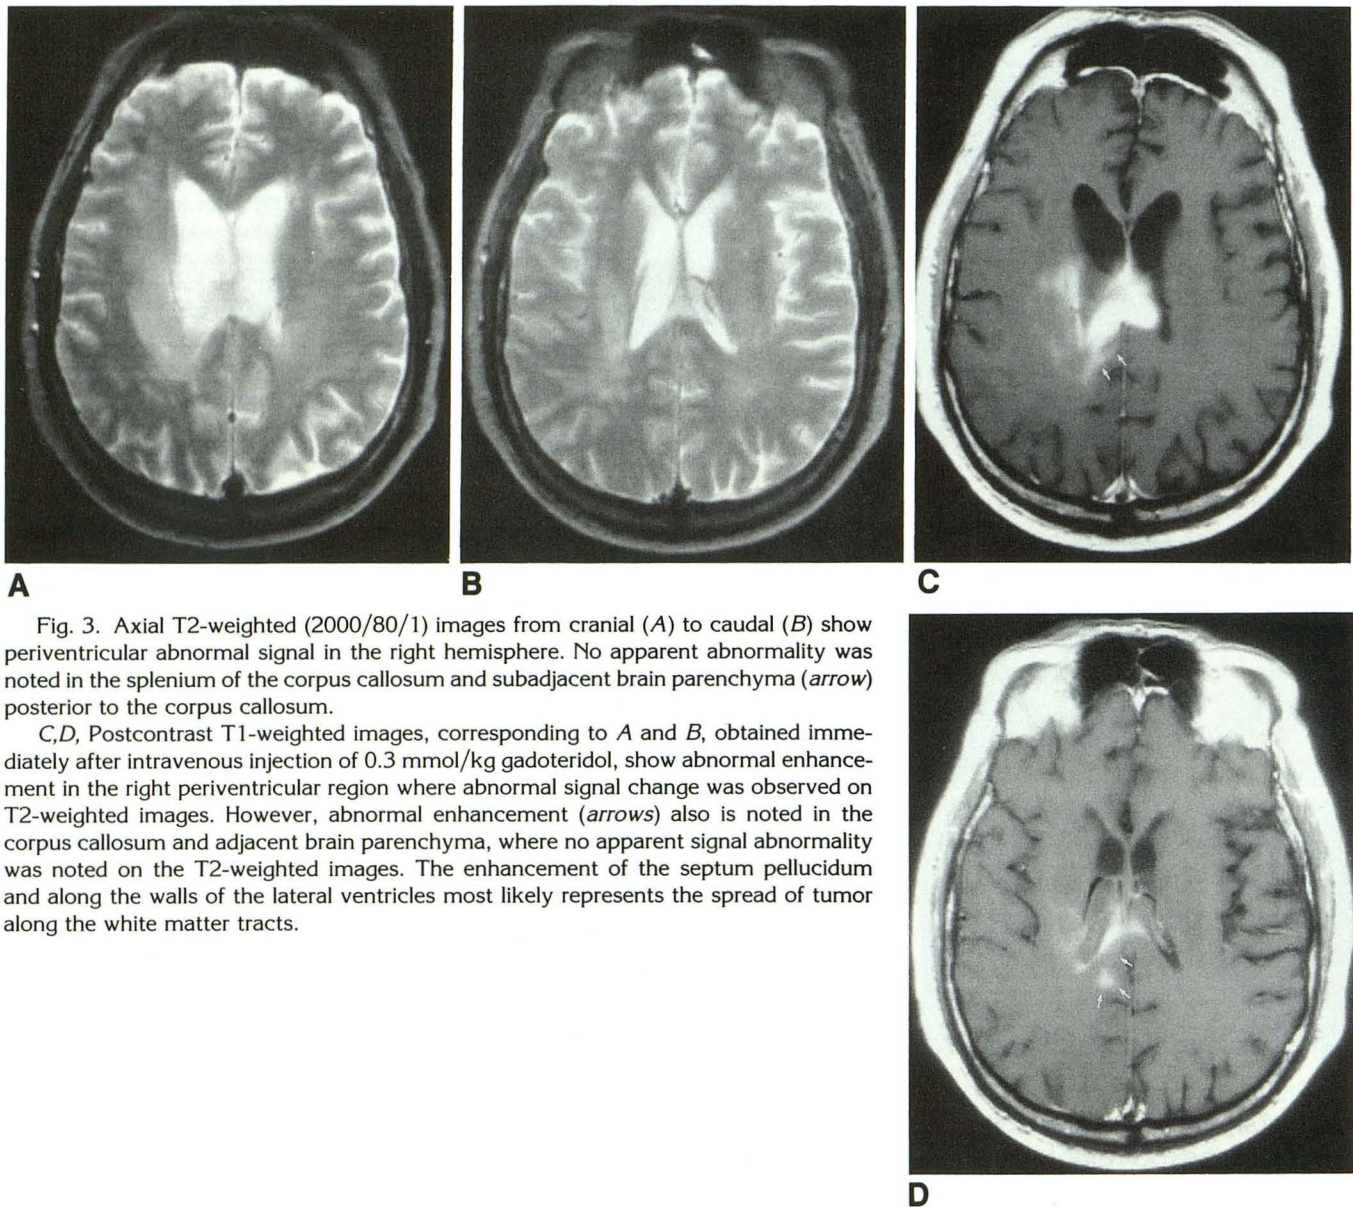 A
B
C
Fig. 3. Axial T2-weighted (2000/80/1) images from cranial (A) to caudal (B) show
periventricular abnormal signal in the right hemisphere. No apparent abnormality was
noted in the splenium of the corpus callosum and subadjacent brain parenchyma (arrow)
posterior to the corpus callosum.
C,D, Postcontrast T1-weighted images, corresponding to A and B, obtained imme-
diately after intravenous injection of 0.3 mmol/kg gadoteridol, show abnormal enhance-
ment in the right periventricular region where abnormal signal change was observed on
T2-weighted images. However, abnormal enhancement (arrows) also is noted in the
corpus callosum and adjacent brain parenchyma, where no apparent signal abnormality
was noted on the T2-weighted images. The enhancement of the septum pellucidum
and along the walls of the lateral ventricles most likely represents the spread of tumor
along the white matter tracts.
D